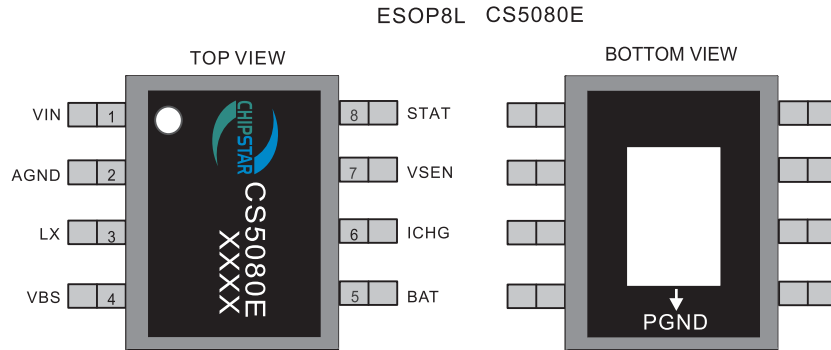 ESOP8L CS5080E
TOP VIEW
BOTTOM VIEW
VIN 1
AGND 2
LX 3
VBS 4
8 STAT
7 VSEN
6 ICHG
5 BAT
CHIPSTAR
CS5080E
XXXX
PGND